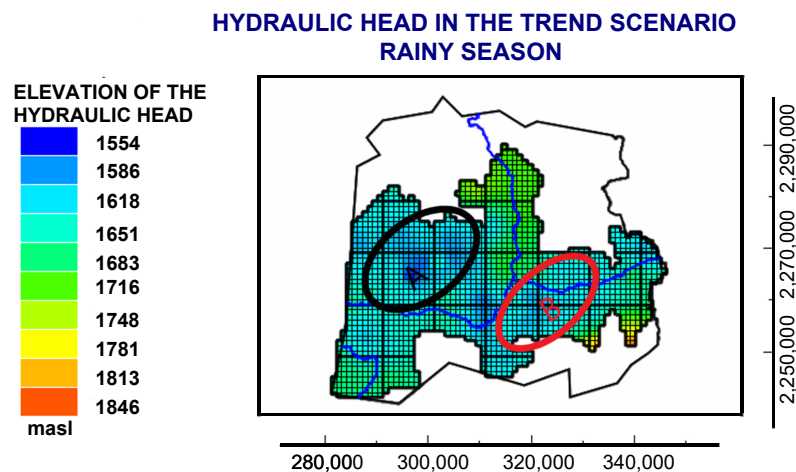 HYDRAULIC HEAD IN THE TREND SCENARIO
RAINY SEASON
ELEVATION OF THE
HYDRAULIC HEAD
1554
1586
1618
1651
1683
1716
1748
1781
1813
1846
masl
A
B
2,290,000
2,270,000
2,250,000
280,000 300,000 320,000 340,000